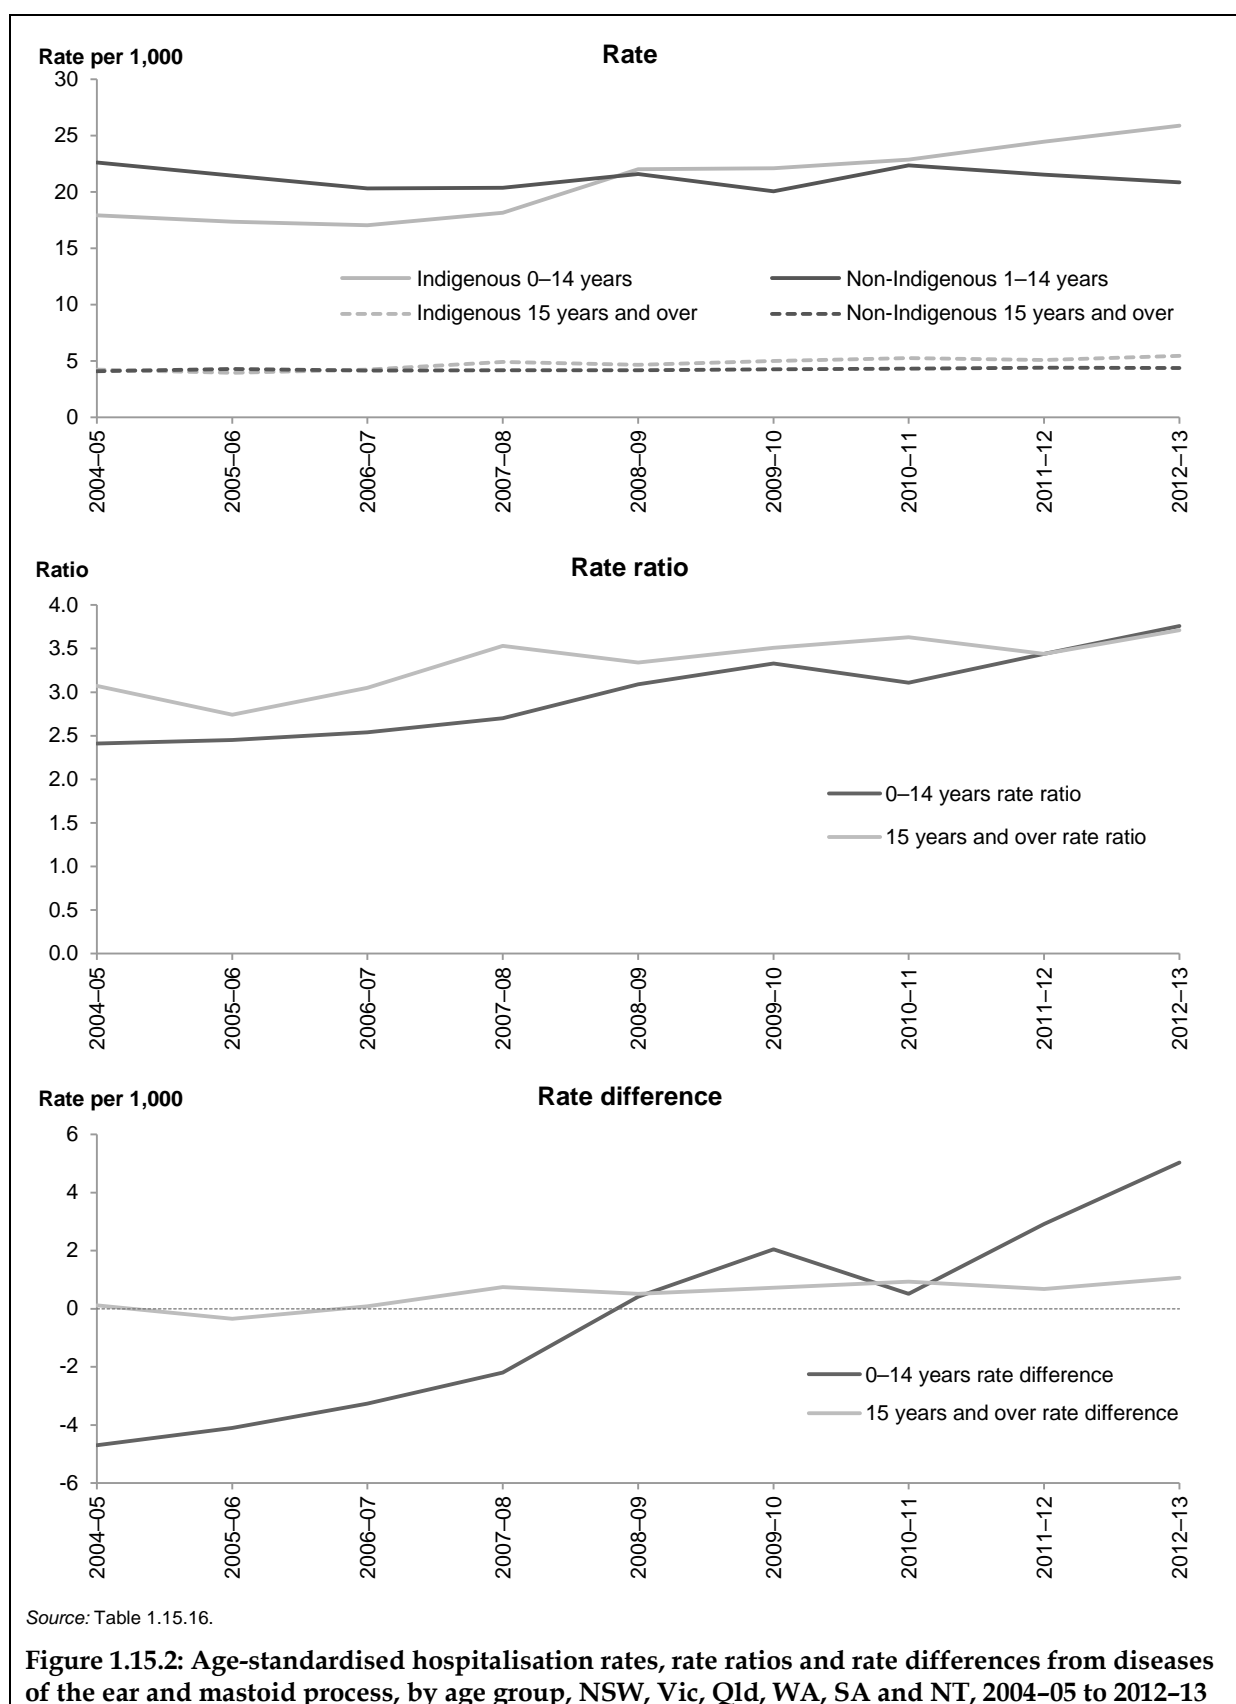 Rate per 1,000
Rate
30
25
20
15
10
5
0
Indigenous 0–14 years
Non-Indigenous 1–14 years
Indigenous 15 years and over
Non-Indigenous 15 years and over
2004–05
2005–06
2006–07
2007–08
2008–09
2009–10
2010–11
2011–12
2012–13
Ratio
Rate ratio
4.0
3.5
3.0
2.5
2.0
1.5
1.0
0.5
0.0
0–14 years rate ratio
15 years and over rate ratio
2004–05
2005–06
2006–07
2007–08
2008–09
2009–10
2010–11
2011–12
2012–13
Rate per 1,000
Rate difference
6
4
2
0
-2
-4
-6
0–14 years rate difference
15 years and over rate difference
2004–05
2005–06
2006–07
2007–08
2008–09
2009–10
2010–11
2011–12
2012–13
Source: Table 1.15.16.
Figure 1.15.2: Age-standardised hospitalisation rates, rate ratios and rate differences from diseases
of the ear and mastoid process, by age group, NSW, Vic, Qld, WA, SA and NT, 2004–05 to 2012–13